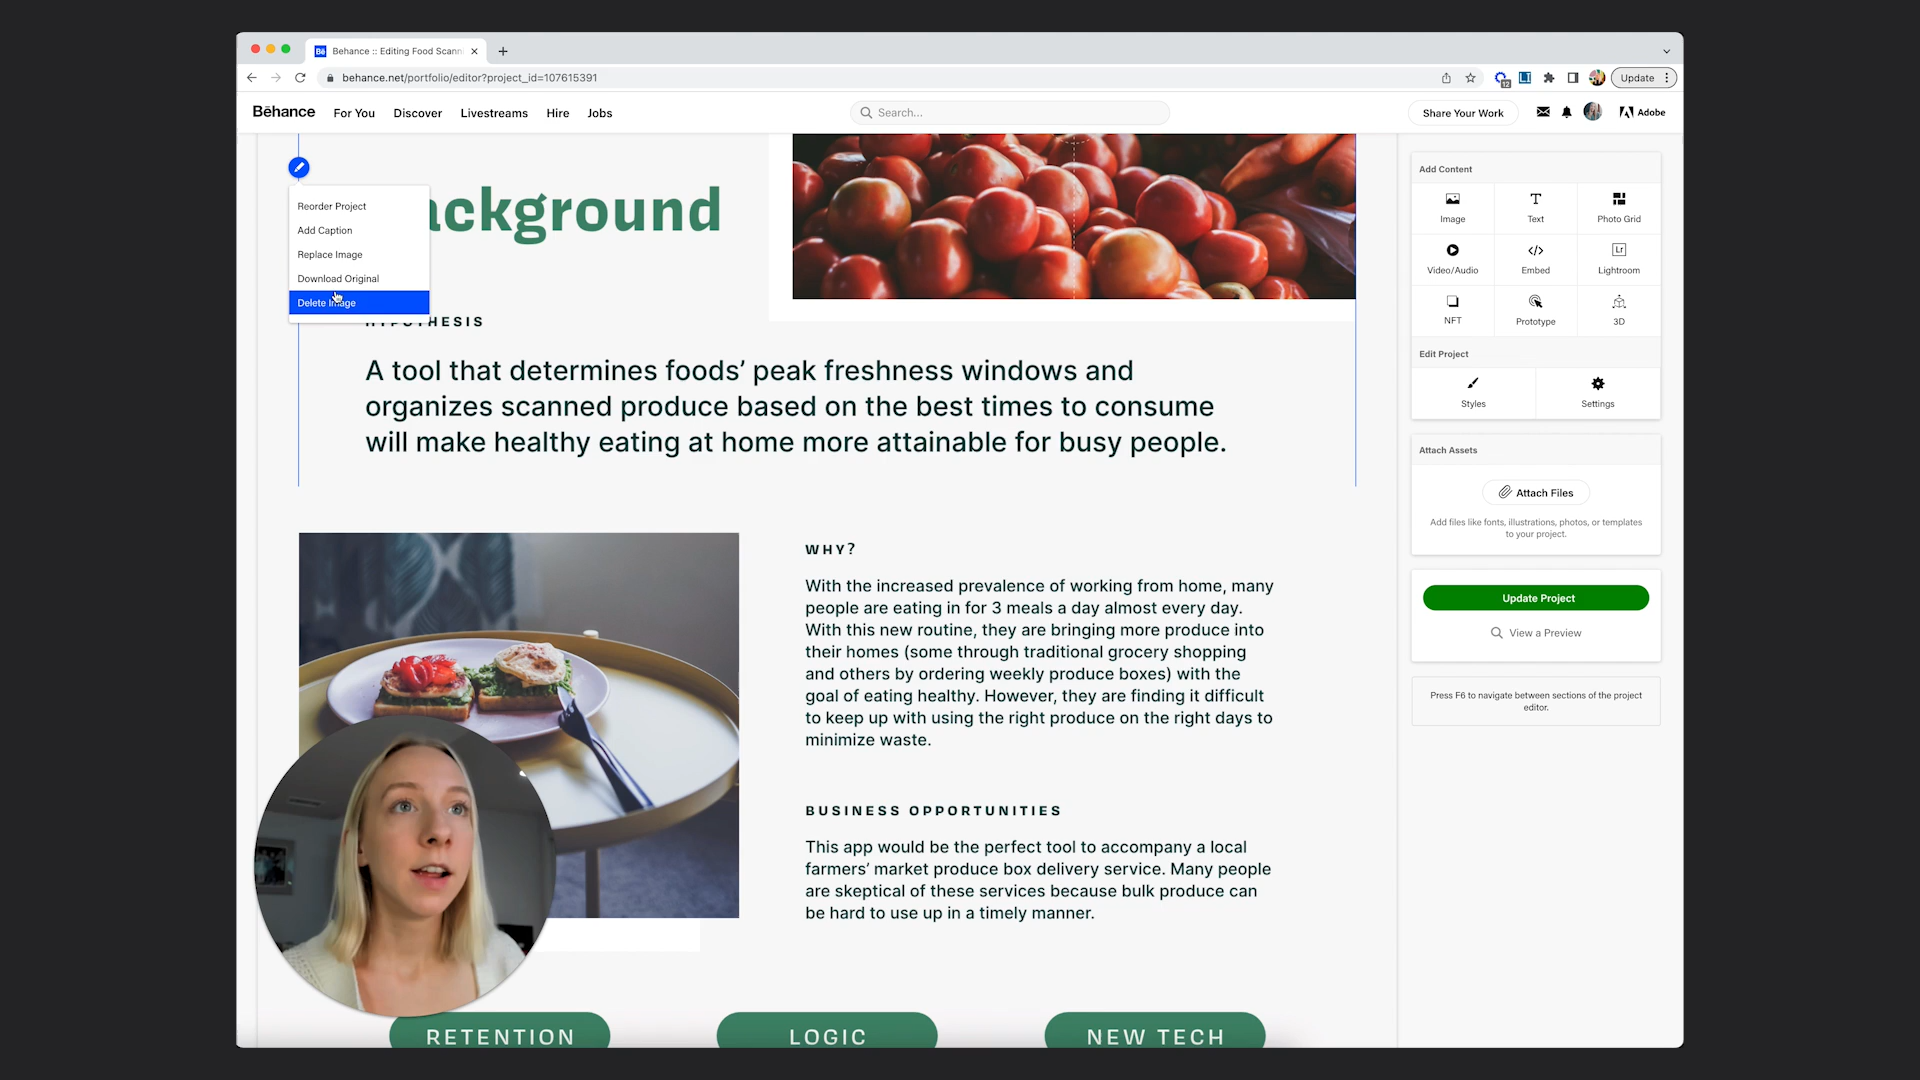 Behance :: Editing Food Scann
behance.net/portfolio/editor?project_id=107615391
12
Update
Bēhance
For You
Discover
Livestreams
Hire
Jobs
Search...
Share Your Work
Adobe
Reorder Project
Add Caption
Replace Image
Download Original
Delete Image
ackground
HYPOTHESIS
A tool that determines foods’ peak freshness windows and
organizes scanned produce based on the best times to consume
will make healthy eating at home more attainable for busy people.
WHY?
With the increased prevalence of working from home, many
people are eating in for 3 meals a day almost every day.
With this new routine, they are bringing more produce into
their homes (some through traditional grocery shopping
and others by ordering weekly produce boxes) with the
goal of eating healthy. However, they are finding it difficult
to keep up with using the right produce on the right days to
minimize waste.
BUSINESS OPPORTUNITIES
This app would be the perfect tool to accompany a local
farmers’ market produce box delivery service. Many people
are skeptical of these services because bulk produce can
be hard to use up in a timely manner.
RETENTION
LOGIC
NEW TECH
Add Content
Image
Text
Photo Grid
Video/Audio
Embed
Lr
Lightroom
NFT
Prototype
3D
Edit Project
Styles
Settings
Attach Assets
Attach Files
Add files like fonts, illustrations, photos, or templates
to your project.
Update Project
View a Preview
Press F6 to navigate between sections of the project
editor.